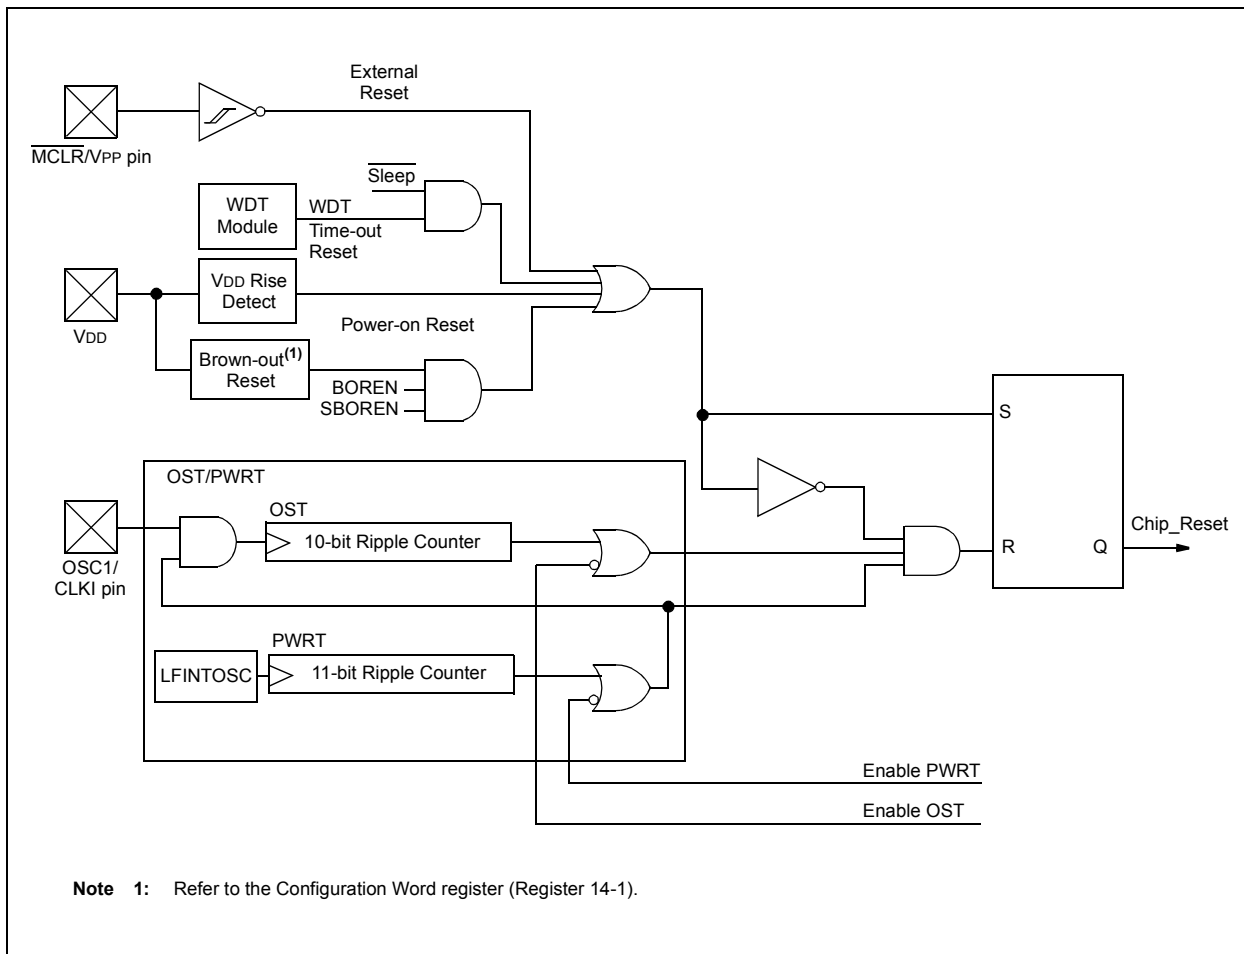 External
Reset
MCLR/VPP pin
Sleep
WDT
Module
WDT
Time-out
Reset
VDD Rise
Detect
VDD
Power-on Reset
Brown-out(1)
Reset
BOREN
SBOREN
S
OST/PWRT
OST
10-bit Ripple Counter
Chip_Reset
R
Q
OSC1/
CLKI pin
PWRT
LFINTOSC
11-bit Ripple Counter
Enable PWRT
Enable OST
Note 1: Refer to the Configuration Word register (Register 14-1).